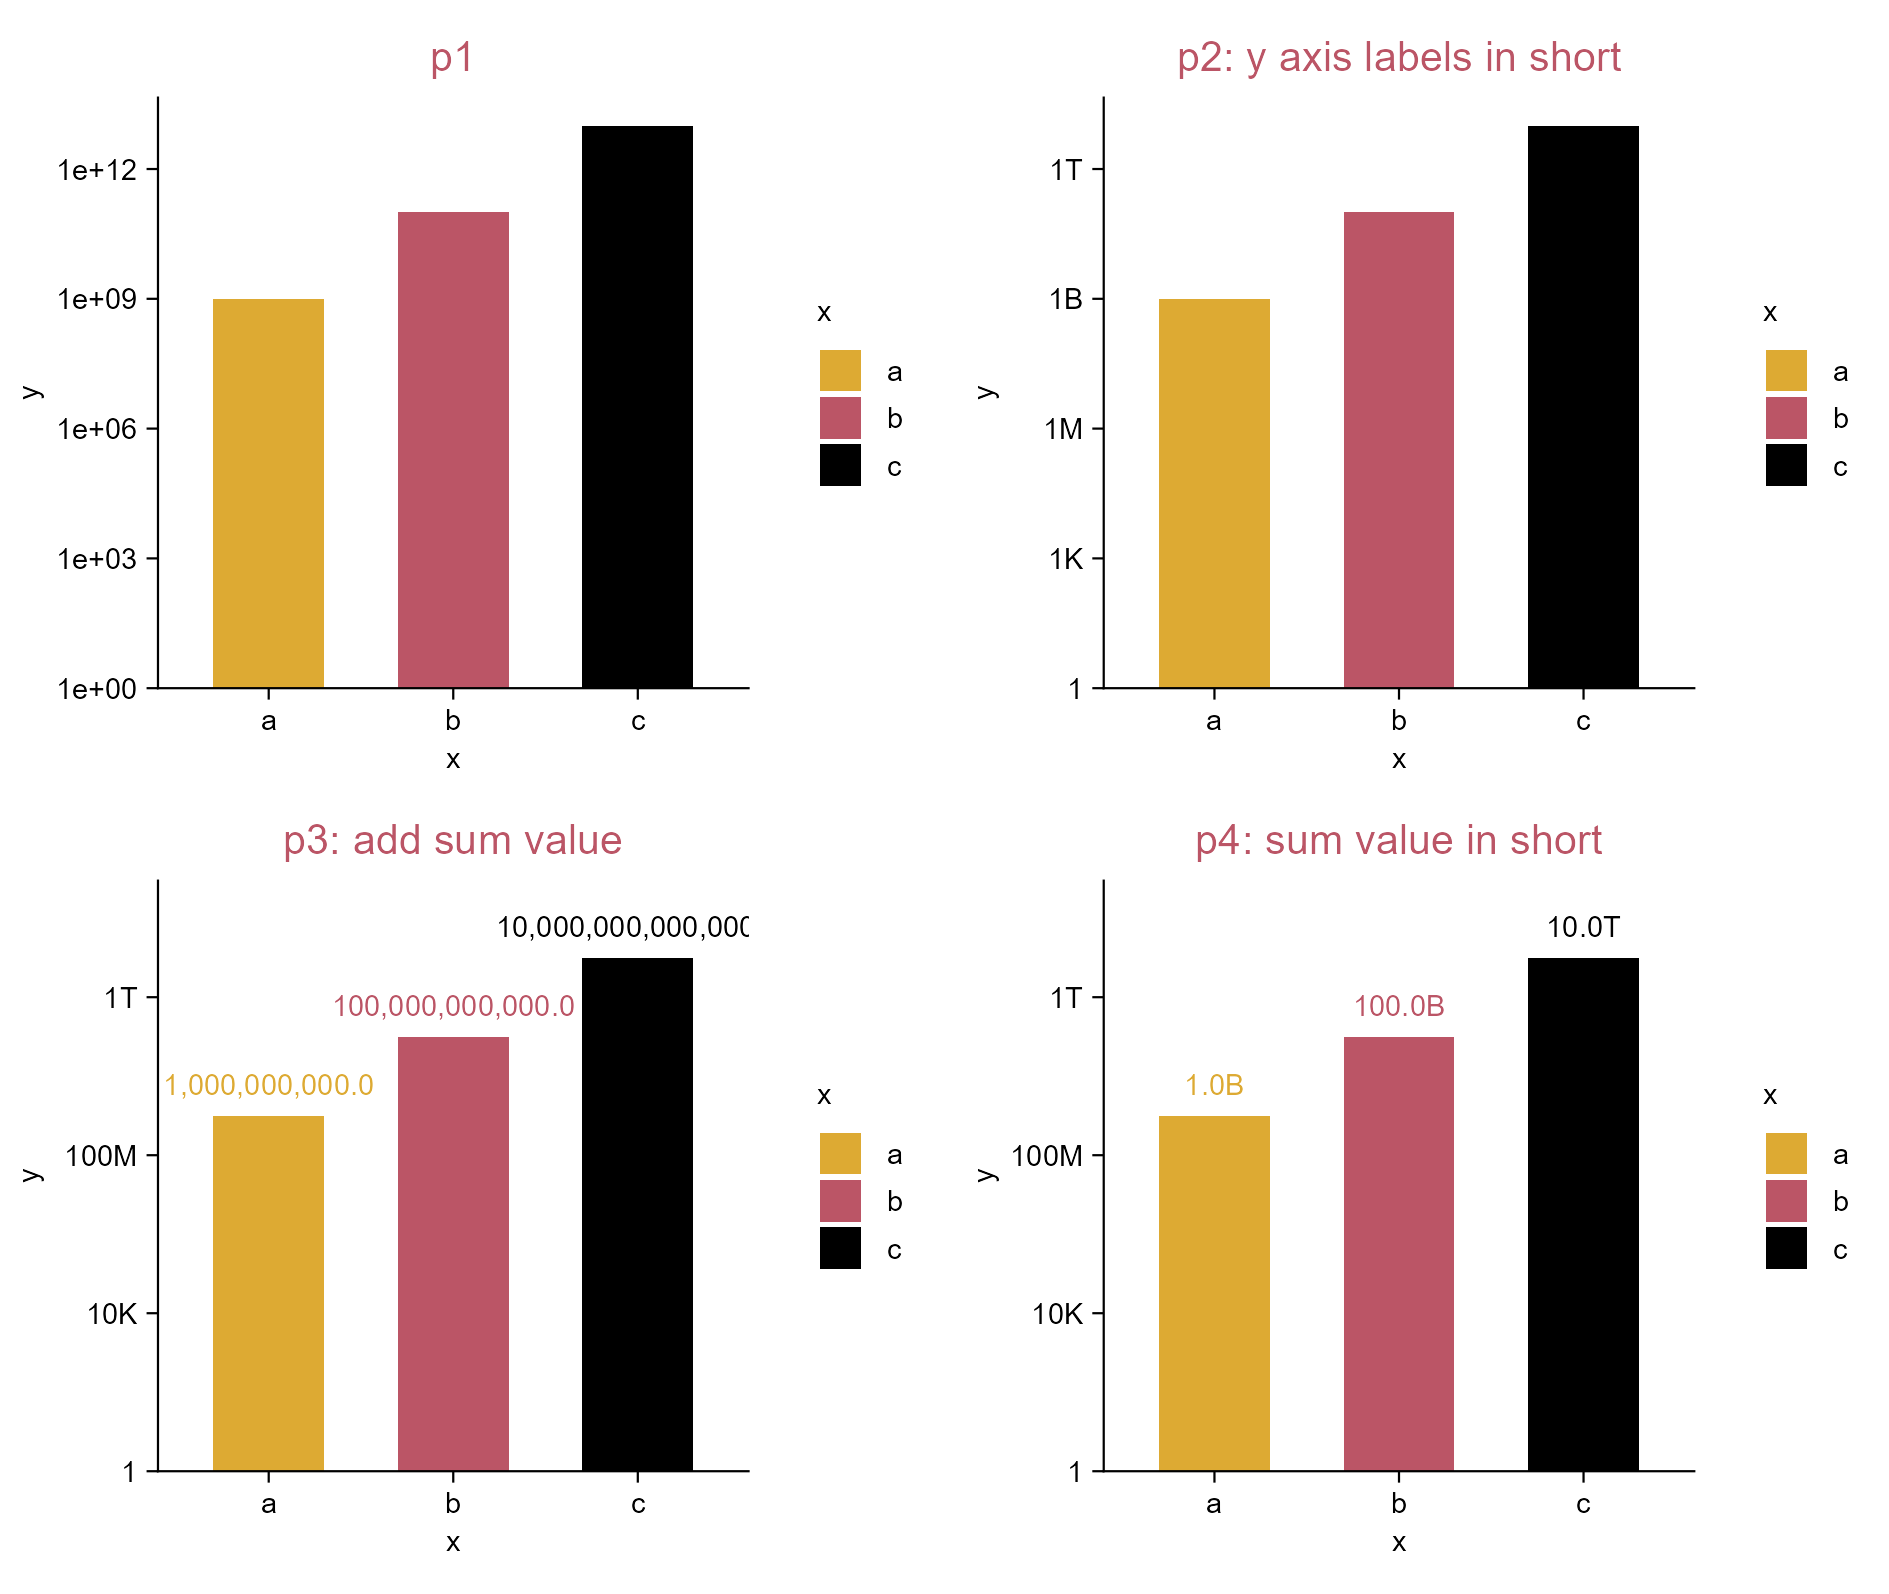 p1
1e+12
1e+09
1e+06
1e+03
1e+00
y
a b c
x
x
a
b
c
p2: y axis labels in short
1T
1B
1M
1K
1
y
a b c
x
x
a
b
c
p3: add sum value
10,000,000,000,000
100,000,000,000.0
1,000,000,000.0
1T
100M
10K
1
y
a b c
x
x
a
b
c
p4: sum value in short
10.0T
100.0B
1.0B
1T
100M
10K
1
y
a b c
x
x
a
b
c